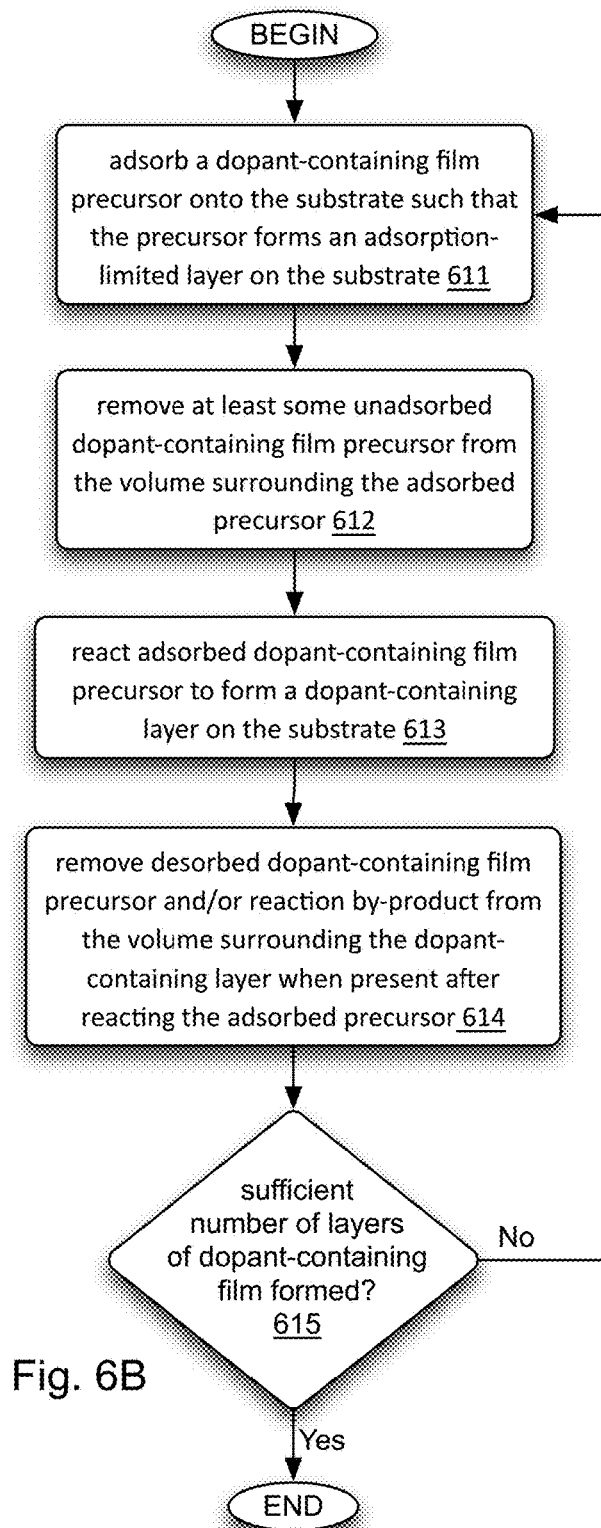 BEGIN
adsorb a dopant-containing film
precursor onto the substrate such that
the precursor forms an adsorption-
limited layer on the substrate 611
remove at least some unadsorbed
dopant-containing film precursor from
the volume surrounding the adsorbed
precursor 612
react adsorbed dopant-containing film
precursor to form a dopant-containing
layer on the substrate 613
remove desorbed dopant-containing film
precursor and/or reaction by-product from
the volume surrounding the dopant-
containing layer when present after
reacting the adsorbed precursor 614
sufficient
number of layers
of dopant-containing
film formed?
615
No
Fig. 6B
Yes
END